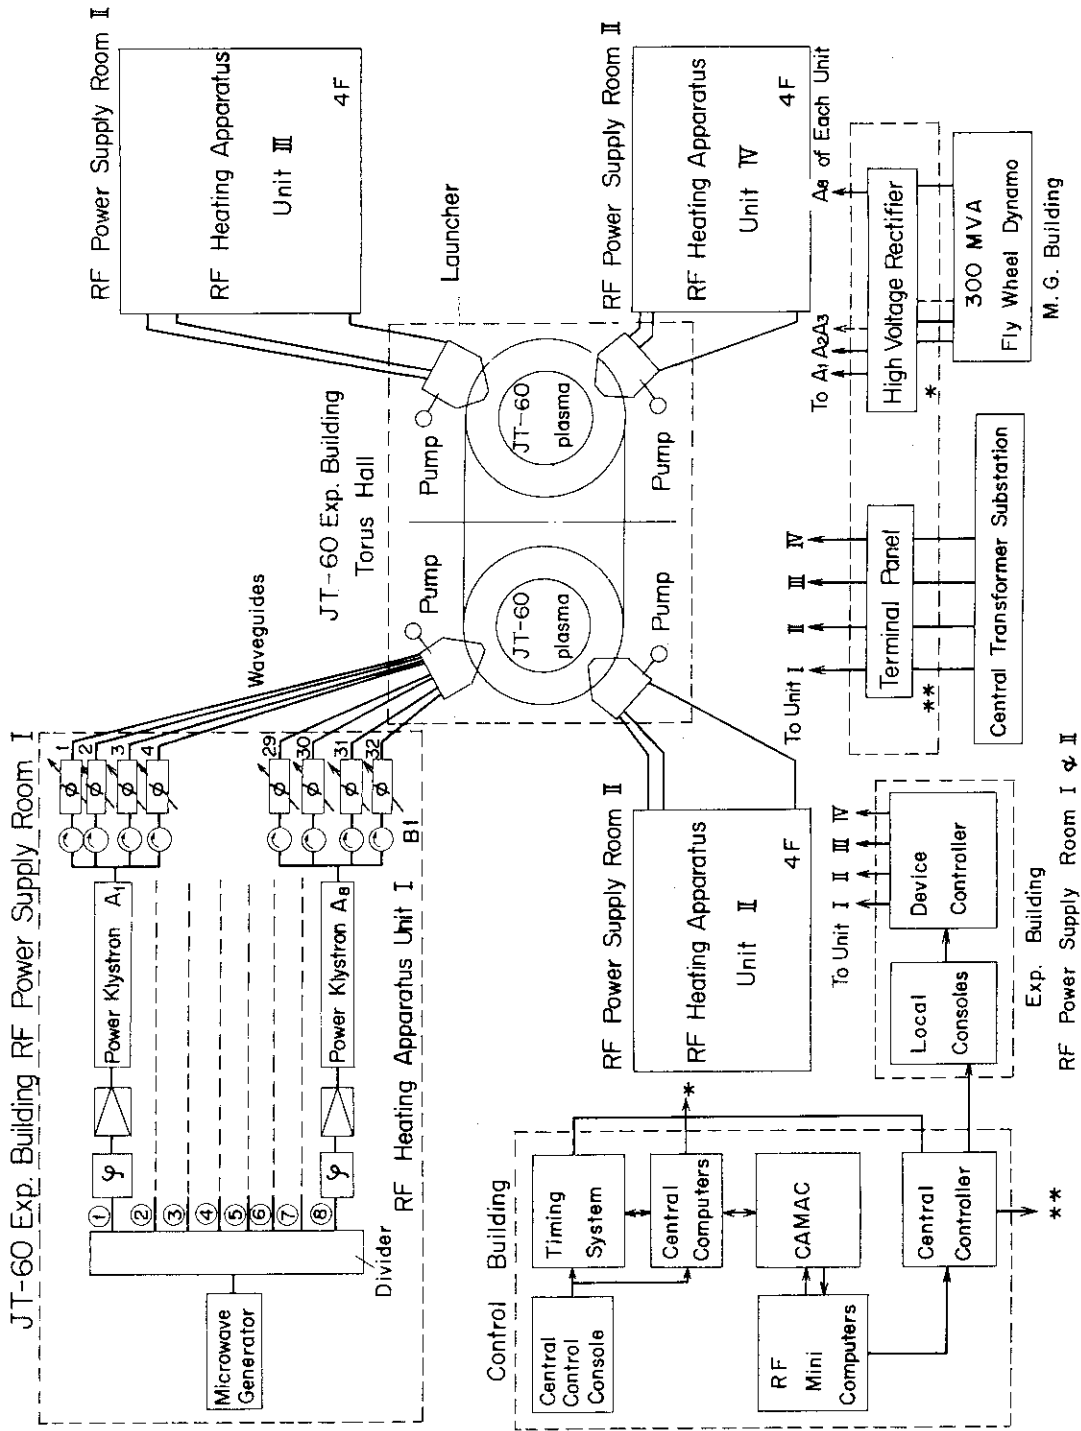 JT-60 Exp. Building RF Power Supply Room I
Microwave
Generator
Divider
①
②
③
④
⑤
⑥
⑦
⑧
φ
φ
Power Klystron A1
Power Klystron A8
RF Heating Apparatus Unit I
φ
φ
φ
φ
φ
φ
φ
φ
1
2
3
4
29
30
31
32
B1
Waveguides
JT-60 Exp. Building
Torus Hall
Pump
Pump
Pump
Pump
JT-60
plasma
JT-60
plasma
Launcher
RF Power Supply Room II
RF Heating Apparatus
Unit III
4F
RF Power Supply Room II
RF Heating Apparatus
Unit II
4F
RF Power Supply Room II
RF Heating Apparatus
Unit IV
4F
Control Building
Central
Control
Console
Timing
System
Central
Computers
*
CAMAC
RF
Mini
Computers
Central
Controller
**
To Unit I II III IV
Local
Consoles
Device
Controller
Exp. Building
RF Power Supply Room I & II
To Unit I II III IV
Terminal Panel
**
Central Transformer Substation
To A1 A2 A3 A8 of Each Unit
High Voltage Rectifier
*
300 MVA
Fly Wheel Dynamo
M. G. Building